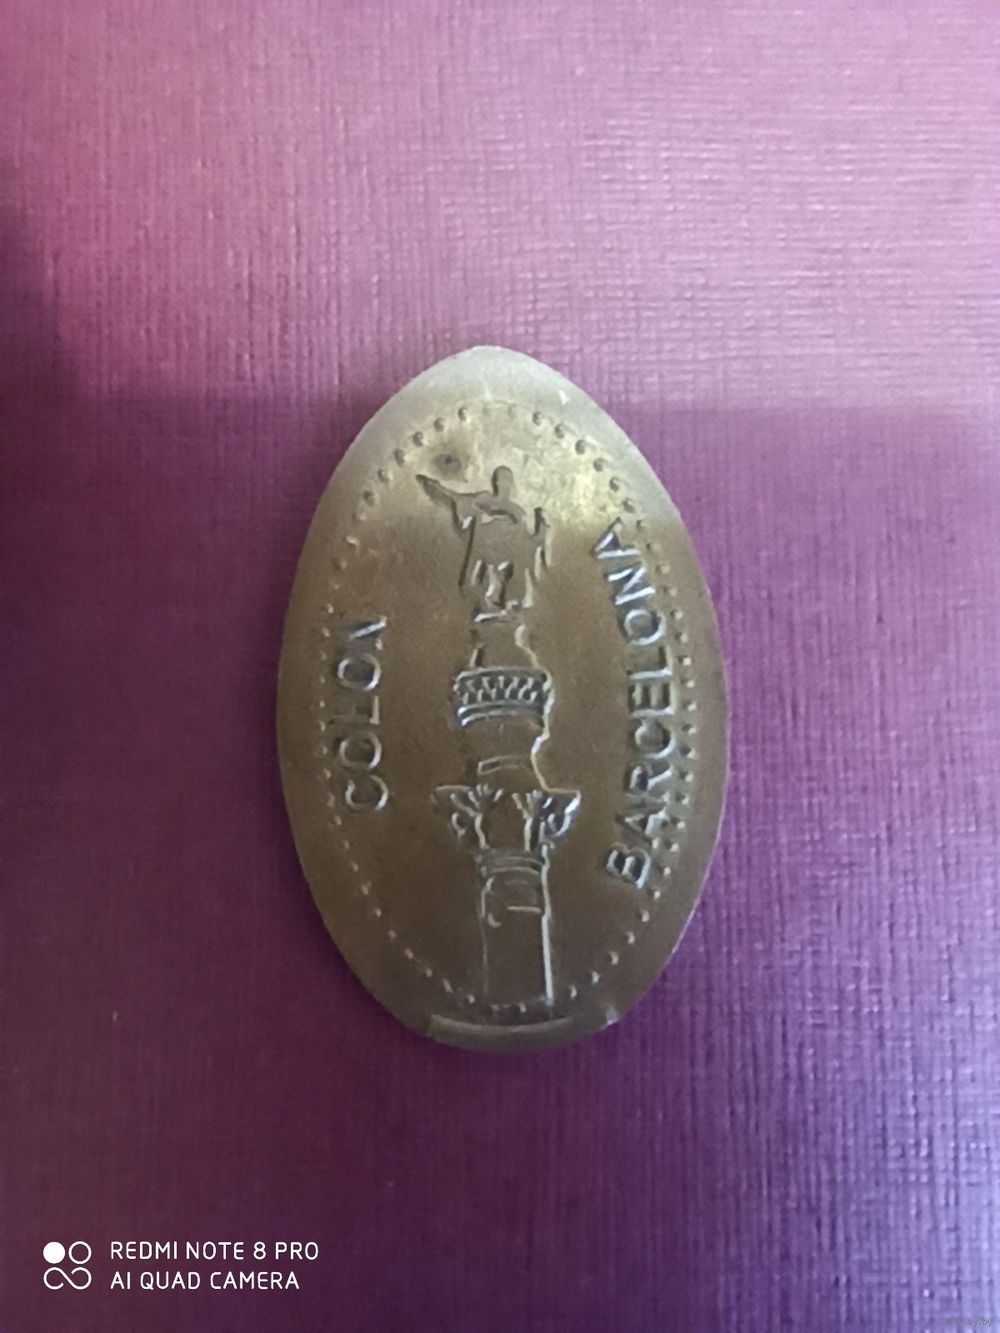 COLON
BARCELONA
REDMI NOTE 8 PRO
AI QUAD CAMERA